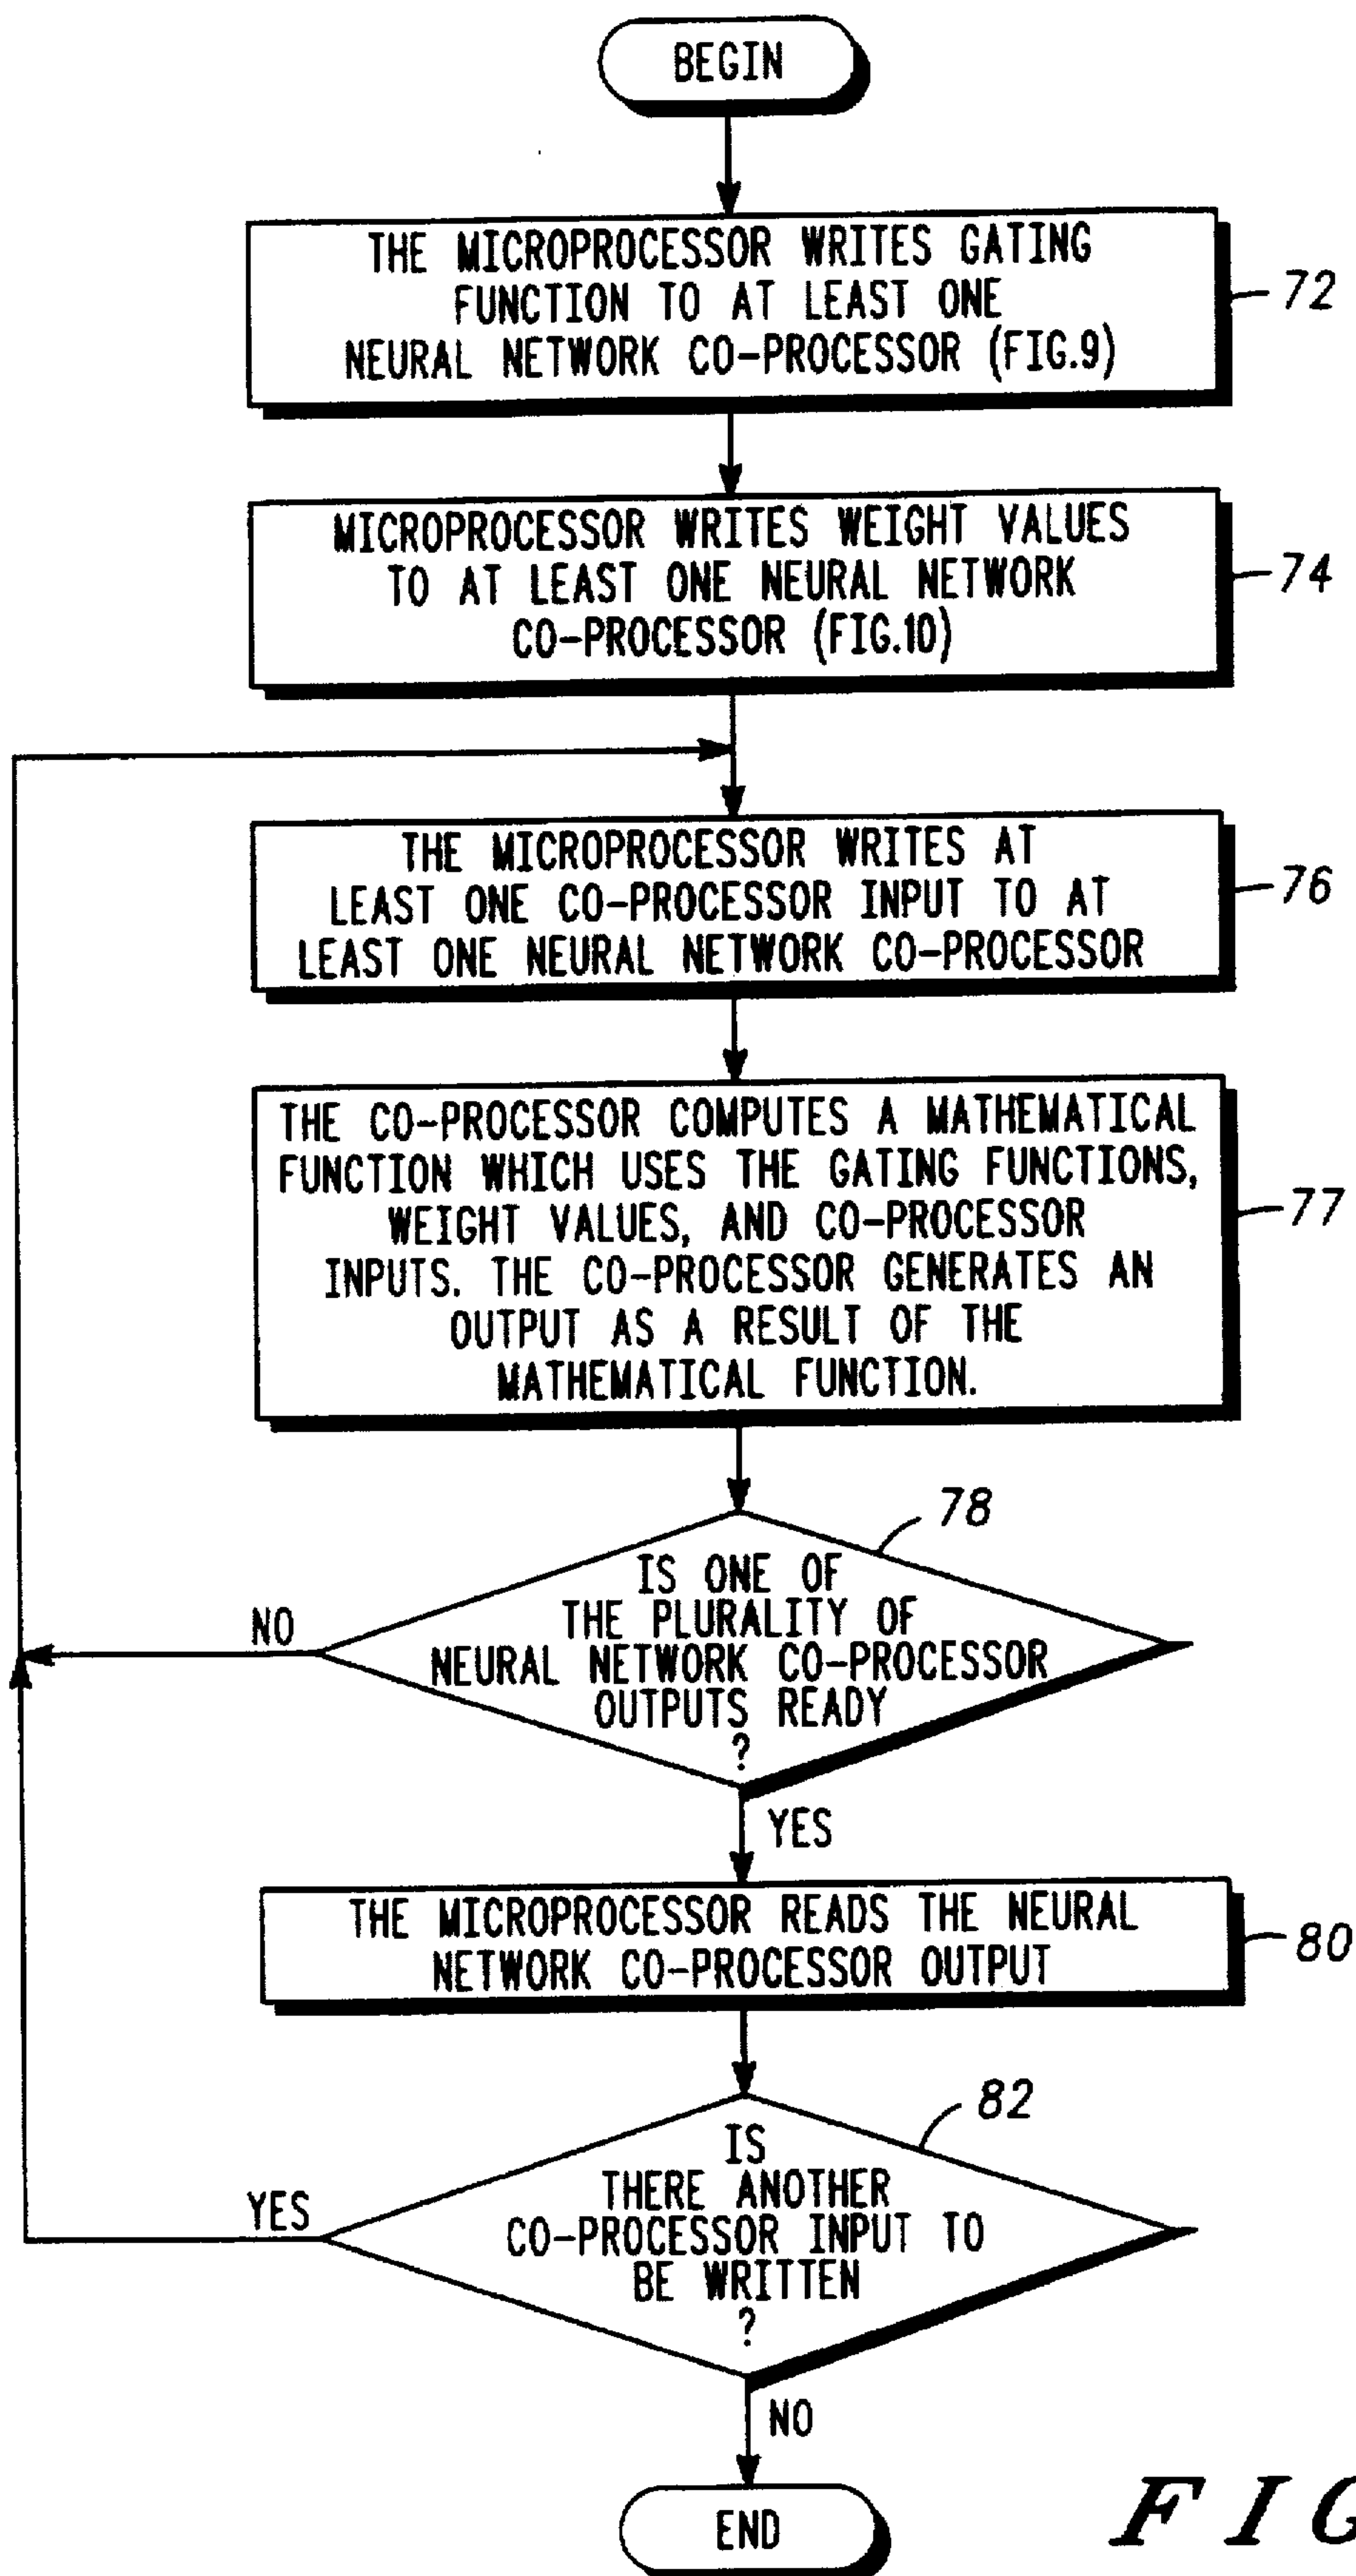 BEGIN
THE MICROPROCESSOR WRITES GATING
FUNCTION TO AT LEAST ONE
NEURAL NETWORK CO-PROCESSOR (FIG.9)
72
MICROPROCESSOR WRITES WEIGHT VALUES
TO AT LEAST ONE NEURAL NETWORK
CO-PROCESSOR (FIG.10)
74
THE MICROPROCESSOR WRITES AT
LEAST ONE CO-PROCESSOR INPUT TO AT
LEAST ONE NEURAL NETWORK CO-PROCESSOR
76
THE CO-PROCESSOR COMPUTES A MATHEMATICAL
FUNCTION WHICH USES THE GATING FUNCTIONS,
WEIGHT VALUES, AND CO-PROCESSOR
INPUTS. THE CO-PROCESSOR GENERATES AN
OUTPUT AS A RESULT OF THE
MATHEMATICAL FUNCTION.
77
78
IS ONE OF
THE PLURALITY OF
NEURAL NETWORK CO-PROCESSOR
OUTPUTS READY
?
NO
YES
THE MICROPROCESSOR READS THE NEURAL
NETWORK CO-PROCESSOR OUTPUT
80
82
IS
THERE ANOTHER
CO-PROCESSOR INPUT TO
BE WRITTEN
?
YES
NO
END
FIG